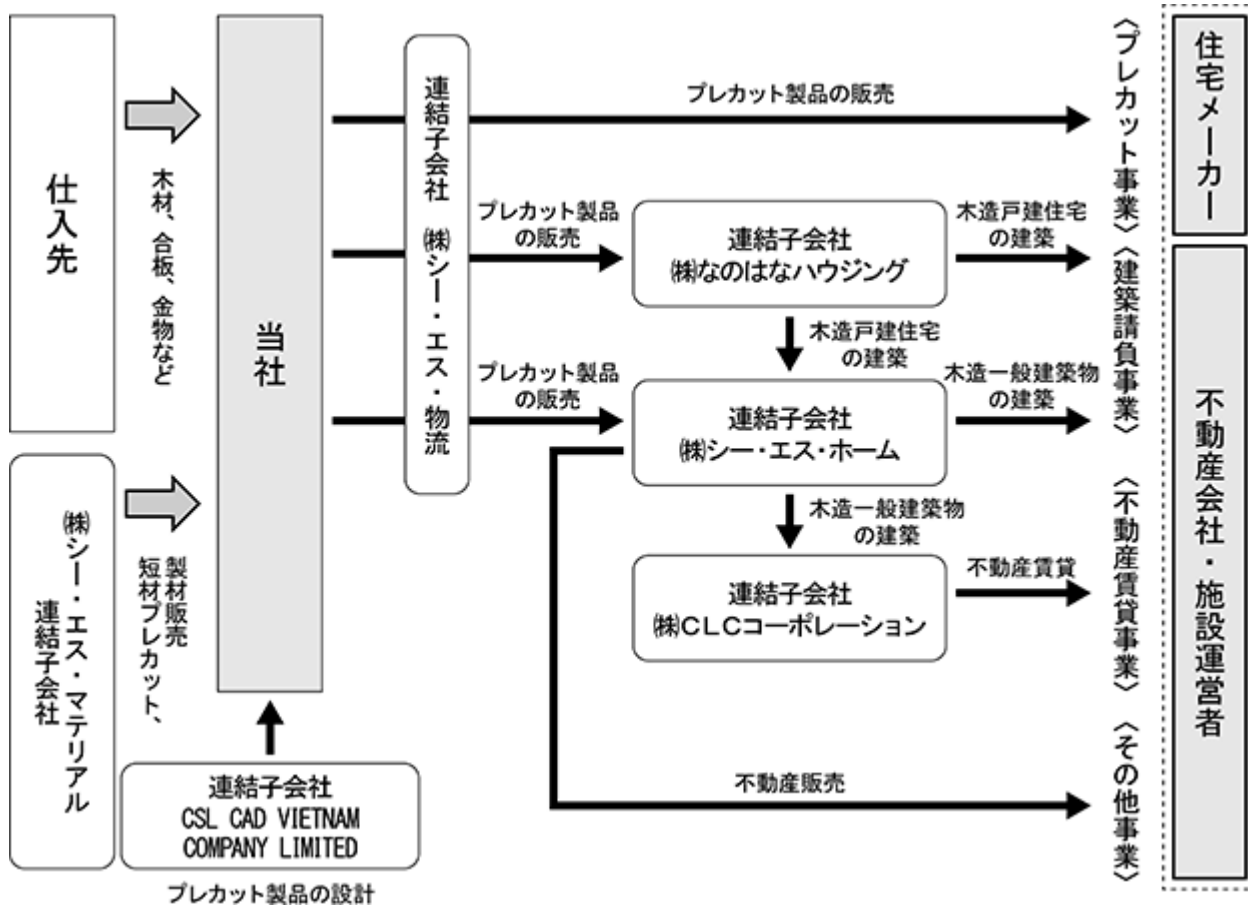 仕入先
木材、合板、金物など
当社
連結子会社　㈱シー・エス・物流
プレカット製品の販売
〈プレカット事業〉
住宅メーカー
プレカット製品
の販売
連結子会社
㈱なのはなハウジング
木造戸建住宅
の建築
〈建築請負事業〉
木造戸建住宅
の建築
プレカット製品
の販売
連結子会社
㈱シー・エス・ホーム
木造一般建築物
の建築
木造一般建築物
の建築
連結子会社
㈱CLCコーポレーション
不動産賃貸
〈不動産賃貸事業〉
不動産会社・施設運営者
㈱シー・エス・マテリアル
連結子会社
製材販売
短材プレカット、
連結子会社
CSL CAD VIETNAM
COMPANY LIMITED
プレカット製品の設計
不動産販売
〈その他事業〉